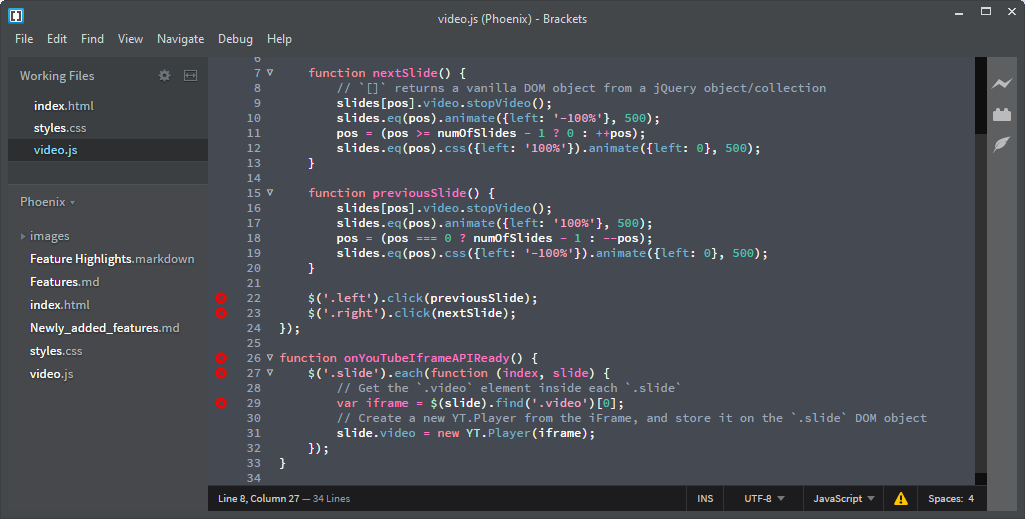 video.js (Phoenix) - Brackets
File Edit Find View Navigate Debug Help
Working Files
index.html
styles.css
video.js
Phoenix
images
Feature Highlights.markdown
Features.md
index.html
Newly_added_features.md
styles.css
video.js
6
7 function nextSlide() {
8 // `[]` returns a vanilla DOM object from a jQuery object/collection
9 slides[pos].video.stopVideo();
10 slides.eq(pos).animate({left: '-100%'}, 500);
11 pos = (pos >= numOfSlides - 1 ? 0 : ++pos);
12 slides.eq(pos).css({left: '100%'}).animate({left: 0}, 500);
13 }
14
15 function previousSlide() {
16 slides[pos].video.stopVideo();
17 slides.eq(pos).animate({left: '100%'}, 500);
18 pos = (pos === 0 ? numOfSlides - 1 : --pos);
19 slides.eq(pos).css({left: '-100%'}).animate({left: 0}, 500);
20 }
21
22 $('.left').click(previousSlide);
23 $('.right').click(nextSlide);
24 });
25
26 function onYouTubeIframeAPIReady() {
27 $('.slide').each(function (index, slide) {
28 // Get the `.video` element inside each `.slide`
29 var iframe = $(slide).find('.video')[0];
30 // Create a new YT.Player from the iFrame, and store it on the `.slide` DOM object
31 slide.video = new YT.Player(iframe);
32 });
33 }
34
Line 8, Column 27 — 34 Lines INS UTF-8 JavaScript Spaces: 4